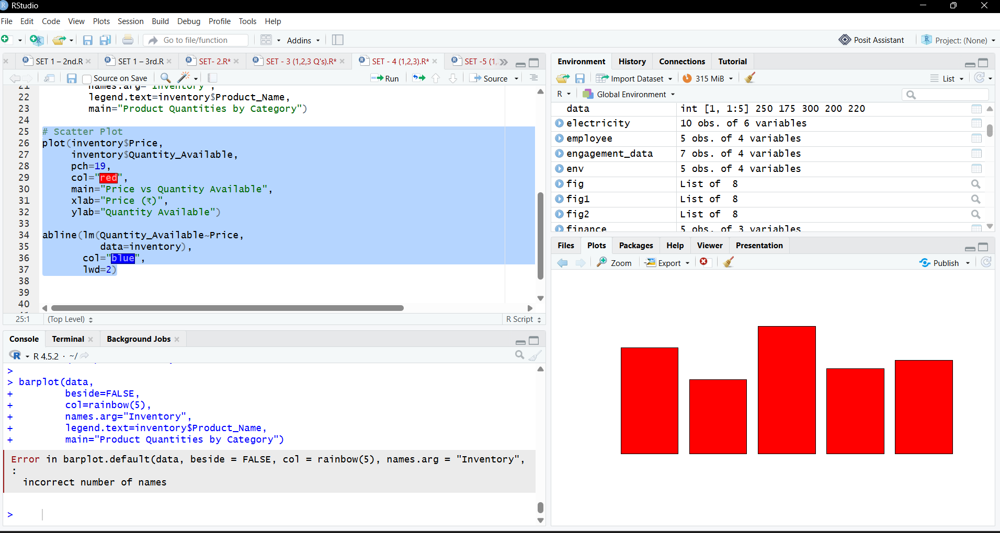 RStudio
File Edit Code View Plots Session Build Debug Profile Tools Help
Go to file/function Addins Posit Assistant Project: (None)
SET 1 – 2nd.R SET 1 – 3rd.R SET- 2.R* SET - 3 (1,2,3 Q's).R* SET - 4 (1,2,3).R* SET -5 (1,
Source on Save Run Source
21 names.arg="Inventory",
22 legend.text=inventory$Product_Name,
23 main="Product Quantities by Category")
24
25 # Scatter Plot
26 plot(inventory$Price,
27 inventory$Quantity_Available,
28 pch=19,
29 col="red",
30 main="Price vs Quantity Available",
31 xlab="Price (₹)",
32 ylab="Quantity Available")
33
34 abline(lm(Quantity_Available~Price,
35 data=inventory),
36 col="blue",
37 lwd=2)
38
39
40
25:1 (Top Level) R Script
Console Terminal Background Jobs
R 4.5.2 · ~/
>
> barplot(data,
+ beside=FALSE,
+ col=rainbow(5),
+ names.arg="Inventory",
+ legend.text=inventory$Product_Name,
+ main="Product Quantities by Category")
Error in barplot.default(data, beside = FALSE, col = rainbow(5), names.arg = "Inventory",
:
incorrect number of names
>
Environment History Connections Tutorial
Import Dataset 315 MiB List
R Global Environment
data int [1, 1:5] 250 175 300 200 220
electricity 10 obs. of 6 variables
employee 5 obs. of 4 variables
engagement_data 7 obs. of 4 variables
env 5 obs. of 4 variables
fig List of 8
fig1 List of 8
fig2 List of 8
finance 5 obs. of 3 variables
Files Plots Packages Help Viewer Presentation
Zoom Export Publish